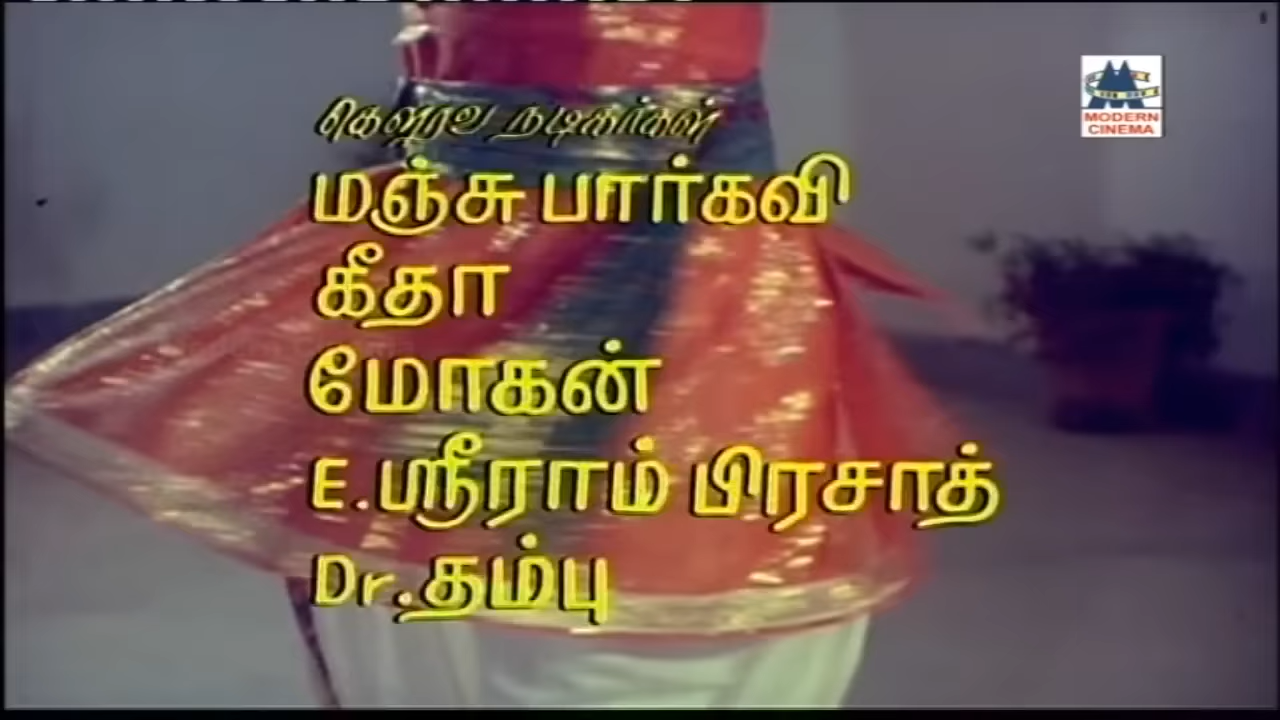 கௌரவ நடிகர்கள்
மஞ்சு பார்கவி
கீதா
மோகன்
E.ஸ்ரீராம் பிரசாத்
Dr.தம்பு
MODERN
CINEMA